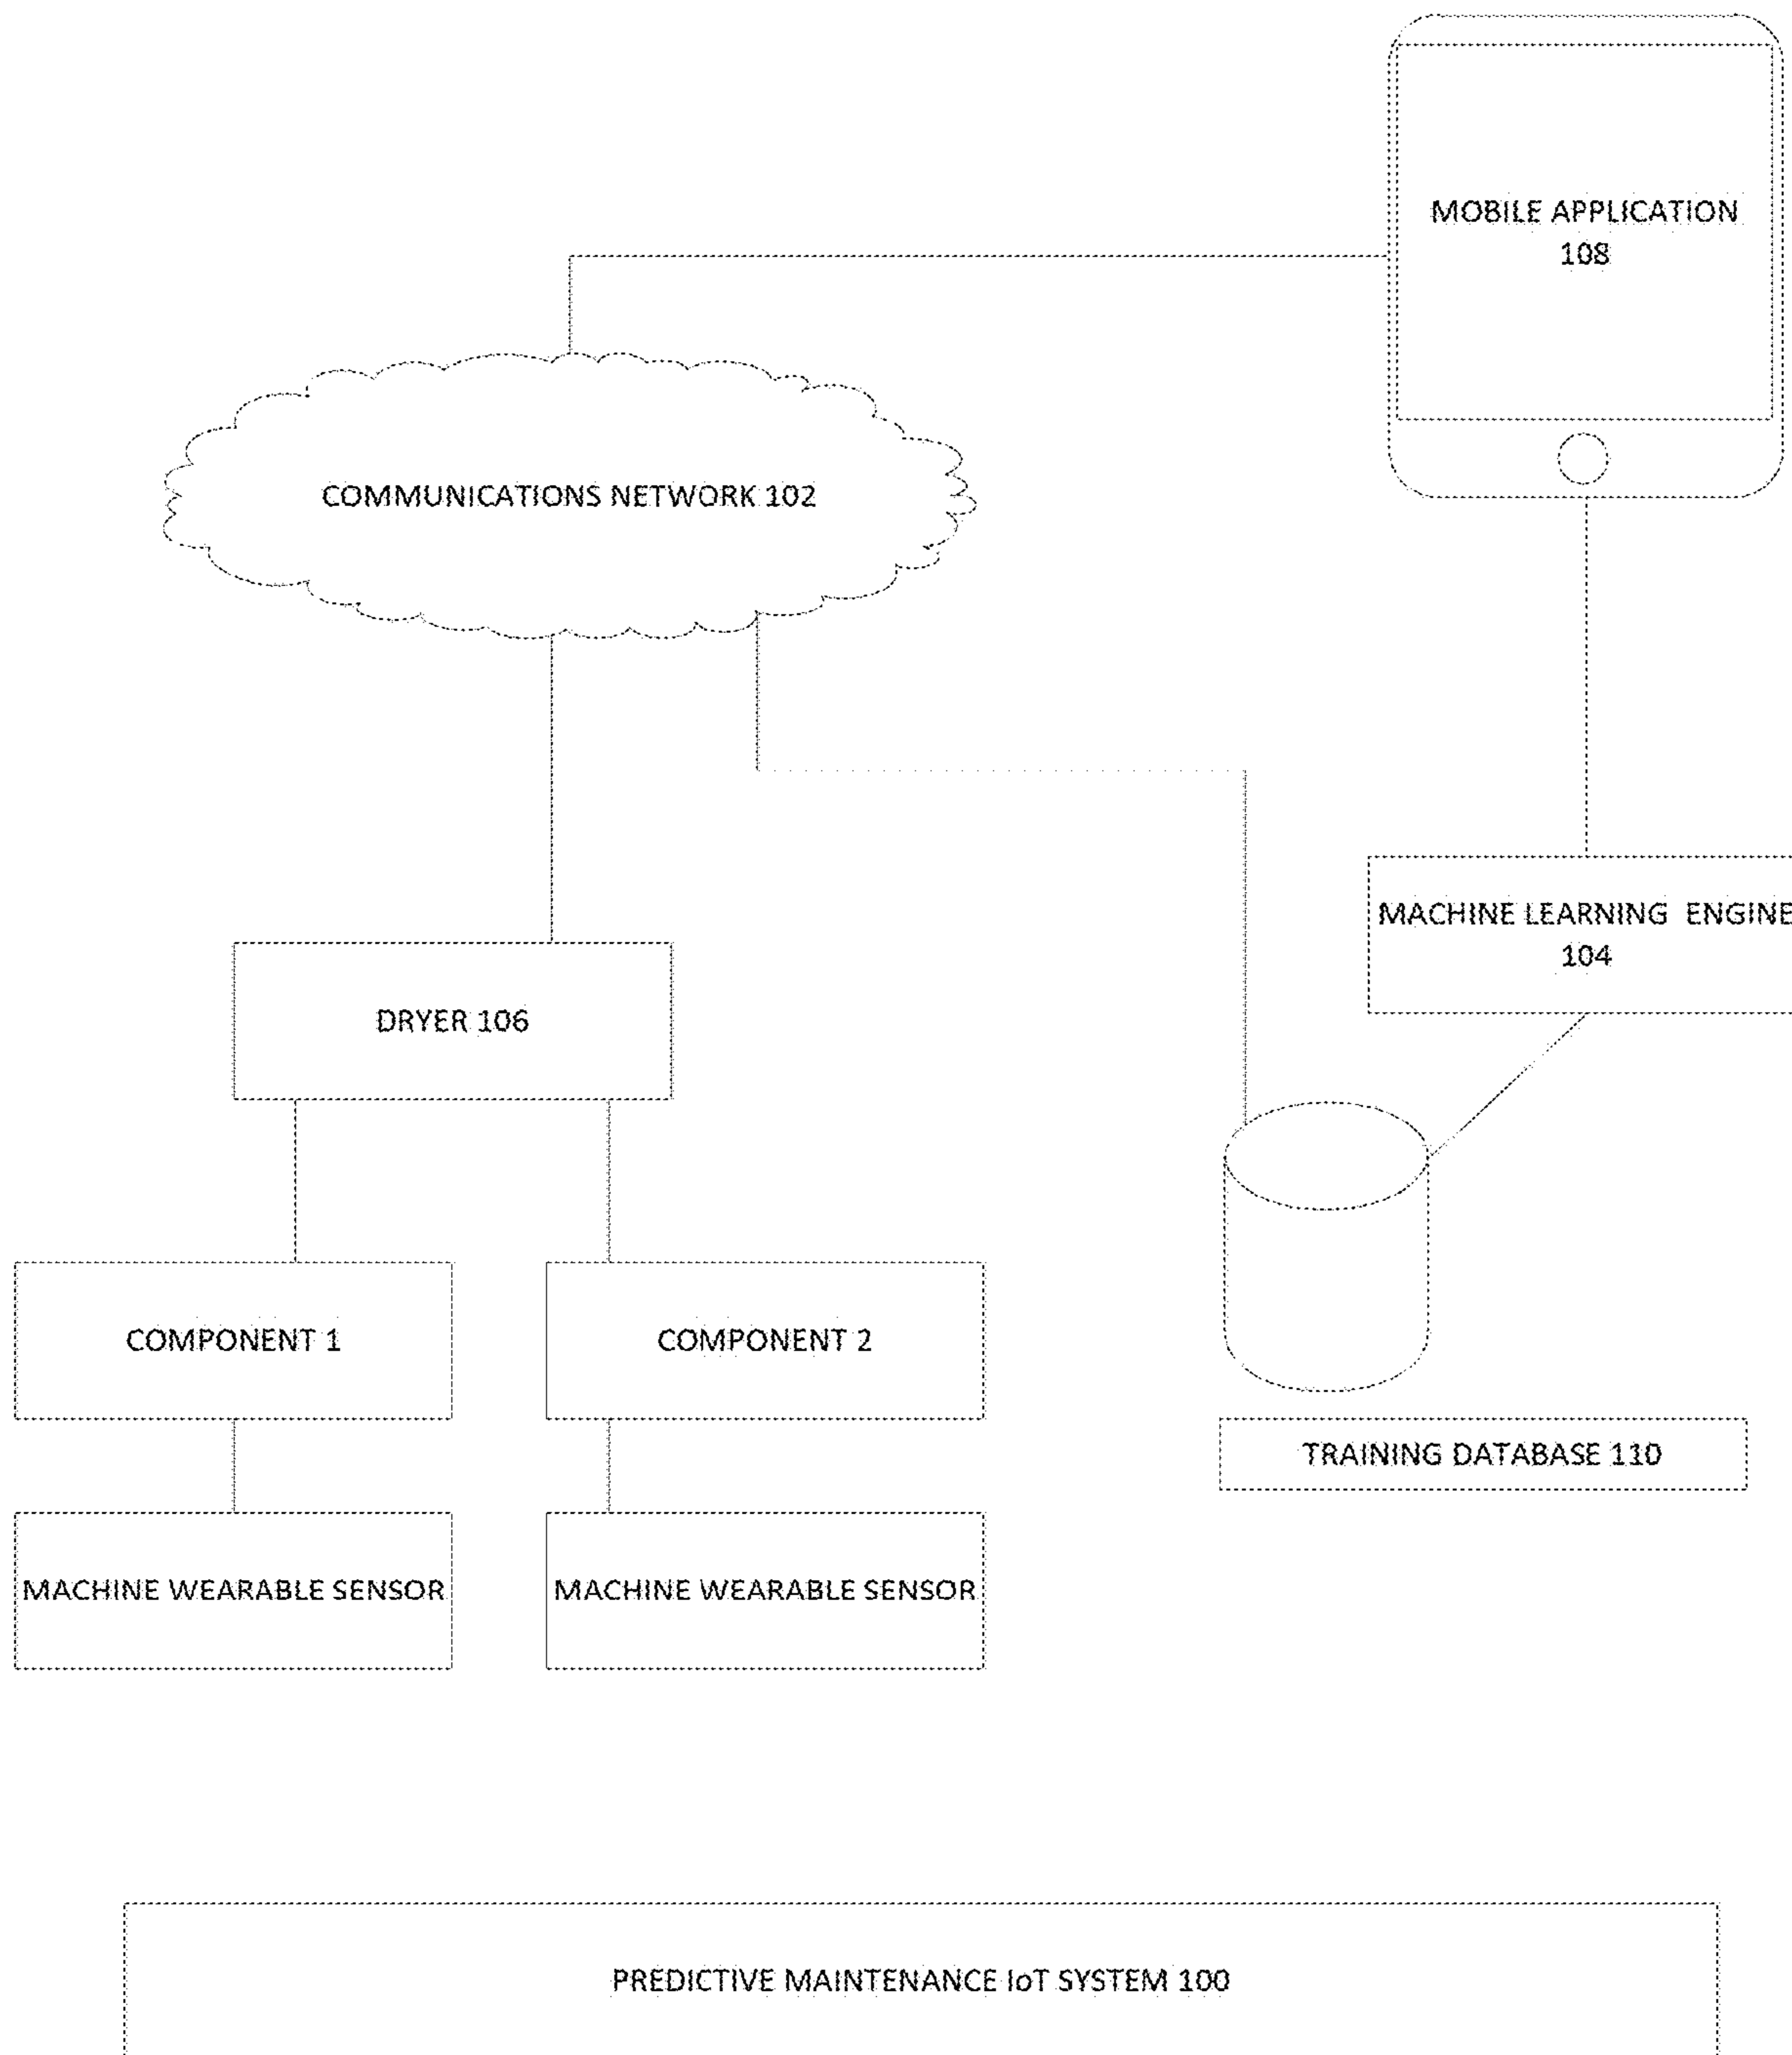 MOBILE APPLICATION
108
COMMUNICATIONS NETWORK 102
MACHINE LEARNING ENGINE
104
DRYER 106
COMPONENT 1
COMPONENT 2
TRAINING DATABASE 110
MACHINE WEARABLE SENSOR
MACHINE WEARABLE SENSOR
PREDICTIVE MAINTENANCE IoT SYSTEM 100